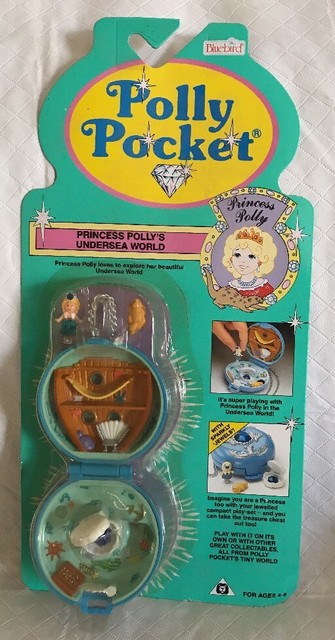 Bluebird
Polly
Pocket®
Princess
Polly
PRINCESS POLLY'S
UNDERSEA WORLD
Princess Polly loves to explore her beautiful
Undersea World
It's super playing with
Princess Polly in the
Undersea World!
WITH
SPARKLY
JEWELS!
Imagine you are a Princess
too with your jewelled
compact play-set - and you
can take the treasure chest
out too!
PLAY WITH IT ON ITS
OWN OR WITH OTHER
GREAT COLLECTABLES,
ALL FROM POLLY
POCKET'S TINY WORLD
FOR AGES 4-8